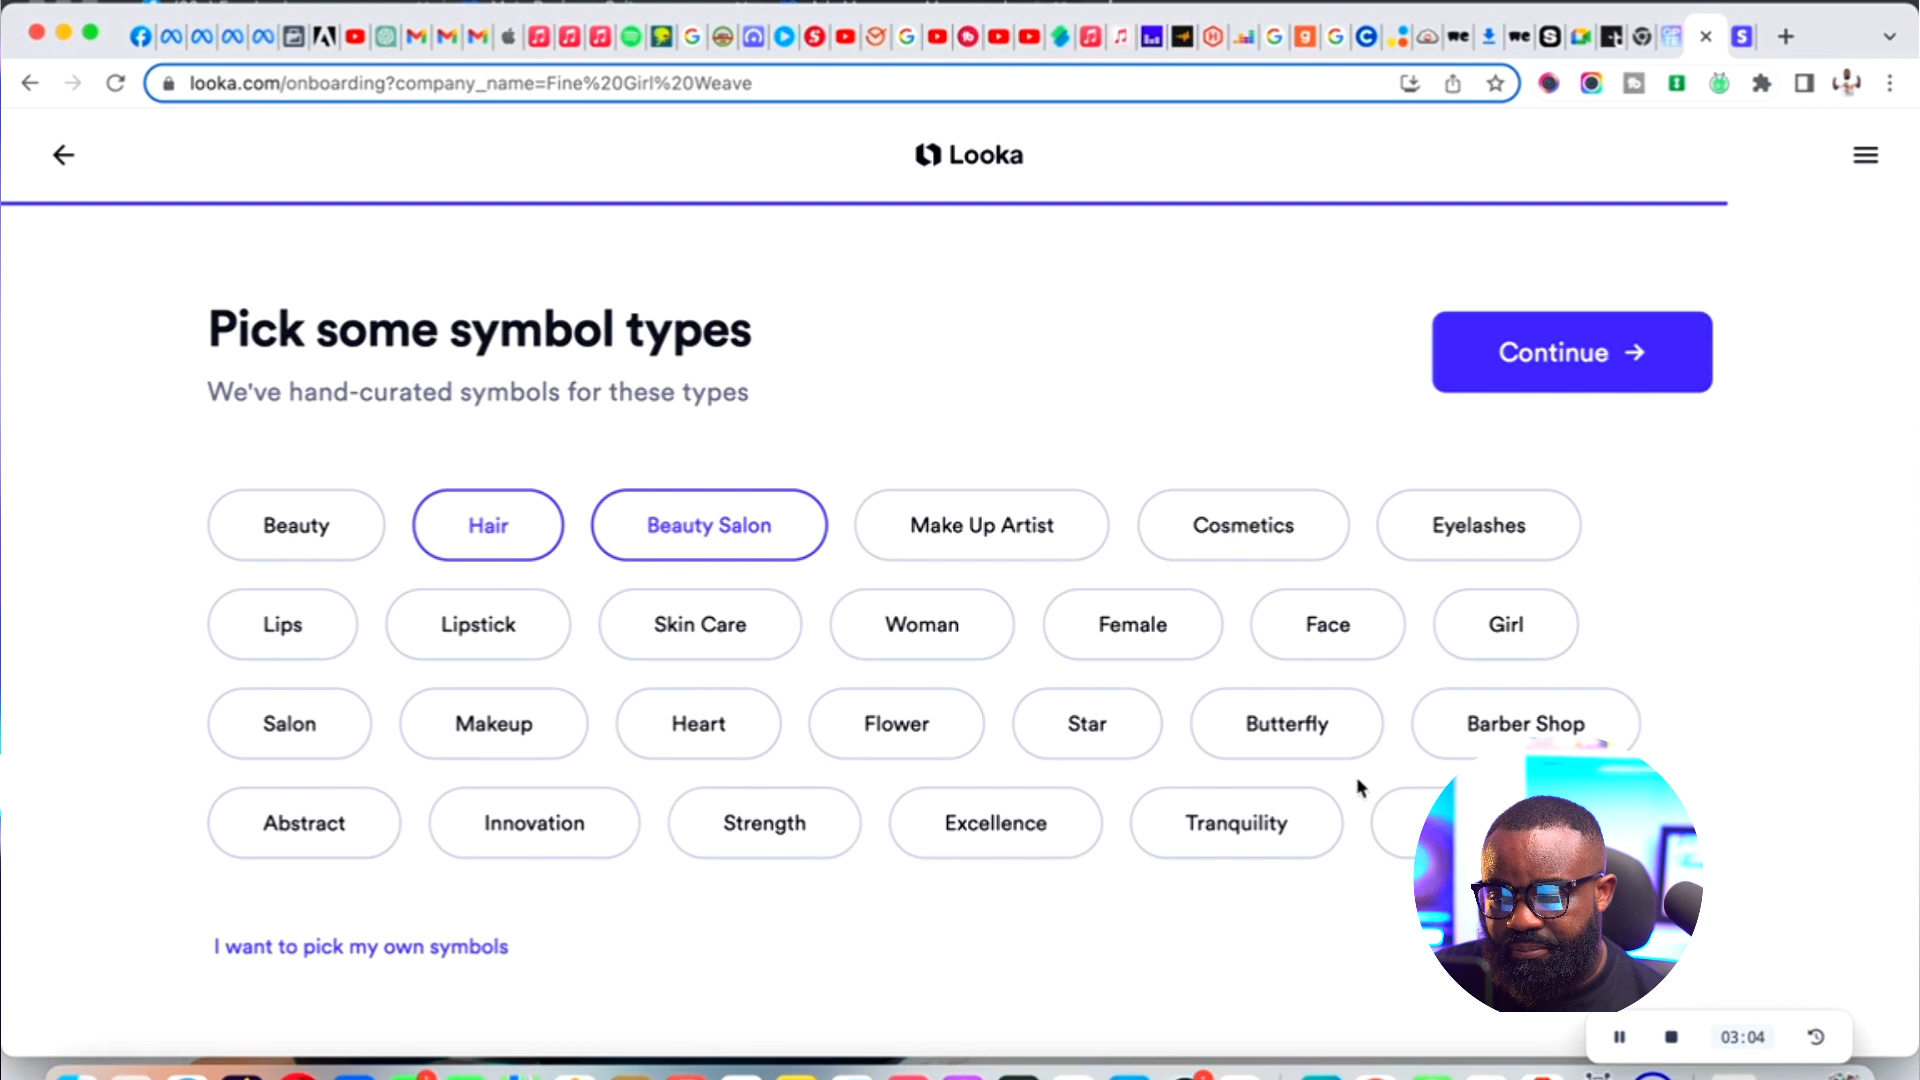 looka.com/onboarding?company_name=Fine%20Girl%20Weave
Looka
Pick some symbol types
Continue →
We've hand-curated symbols for these types
Beauty
Hair
Beauty Salon
Make Up Artist
Cosmetics
Eyelashes
Lips
Lipstick
Skin Care
Woman
Female
Face
Girl
Salon
Makeup
Heart
Flower
Star
Butterfly
Barber Shop
Abstract
Innovation
Strength
Excellence
Tranquility
I want to pick my own symbols
03:04